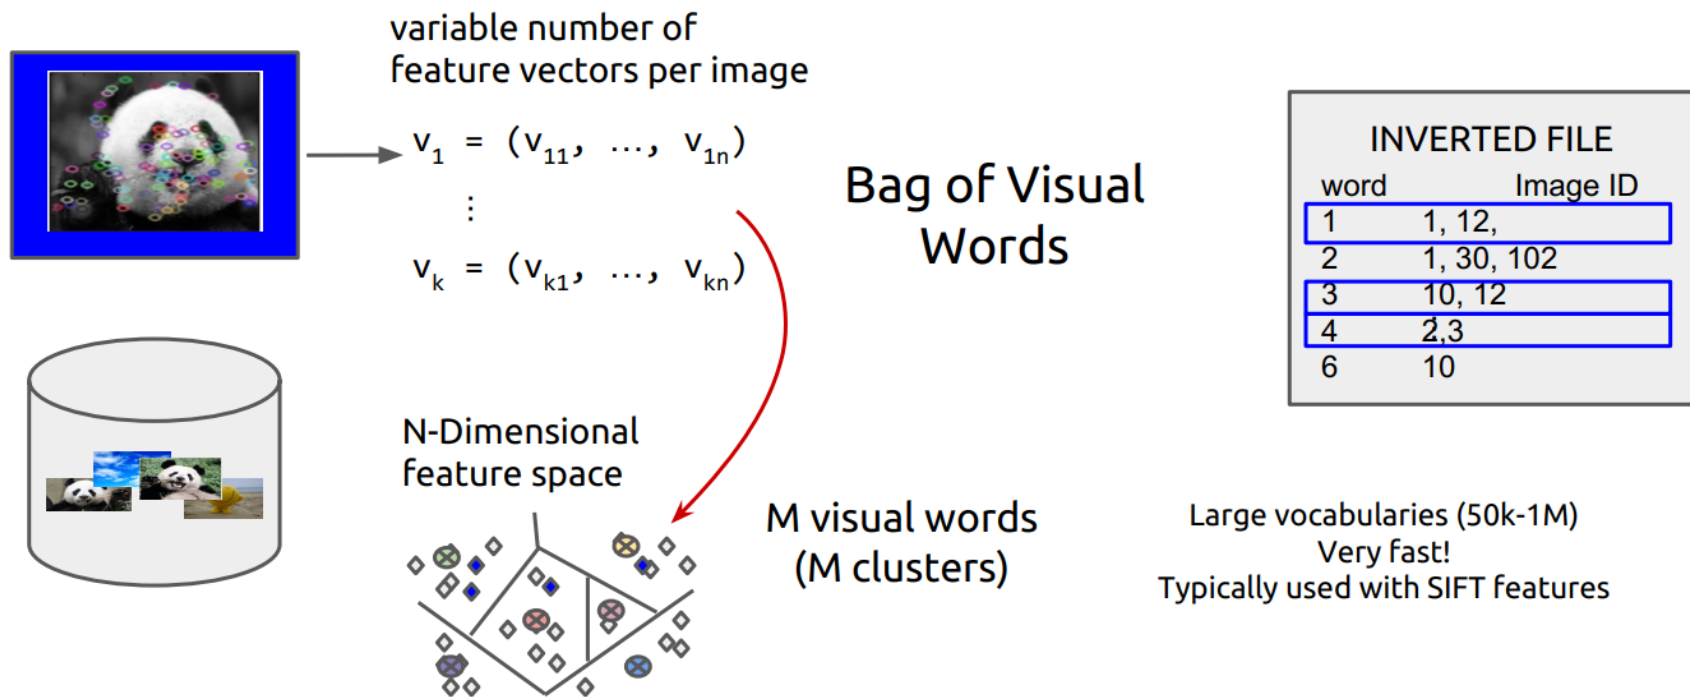 variable number of
feature vectors per image
v1 = (v11, …, v1n)
⋮
vk = (vk1, …, vkn)
Bag of Visual
Words
INVERTED FILE
word Image ID
1 1, 12,
2 1, 30, 102
3 10, 12
4 2,3
6 10
N-Dimensional
feature space
M visual words
(M clusters)
Large vocabularies (50k-1M)
Very fast!
Typically used with SIFT features